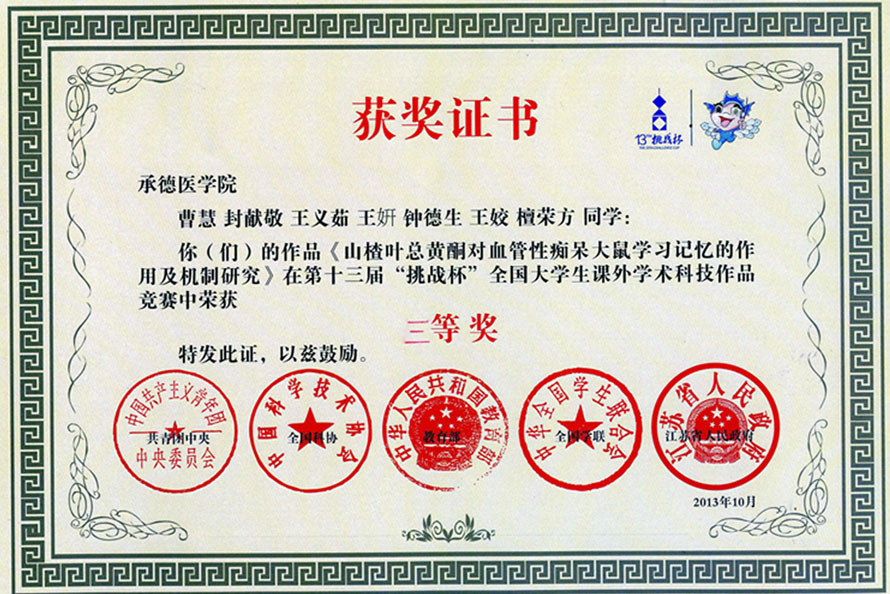 获奖证书
13TH挑战杯
承德医学院
曹慧 封献敬 王义茹 王妍 钟德生 王姣 檀荣方 同学：
你（们）的作品《山楂叶总黄酮对血管性痴呆大鼠学习记忆的作
用及机制研究》在第十三届“挑战杯”全国大学生课外学术科技作品
竞赛中荣获
三等奖
特发此证，以兹鼓励。
中国共产主义青年团
共青团中央
中央委员会
中国科学技术协会
全国科协
中华人民共和国教育部
教育部
中华全国学生联合会
全国学联
江苏省人民政府
江苏省人民政府
2013年10月